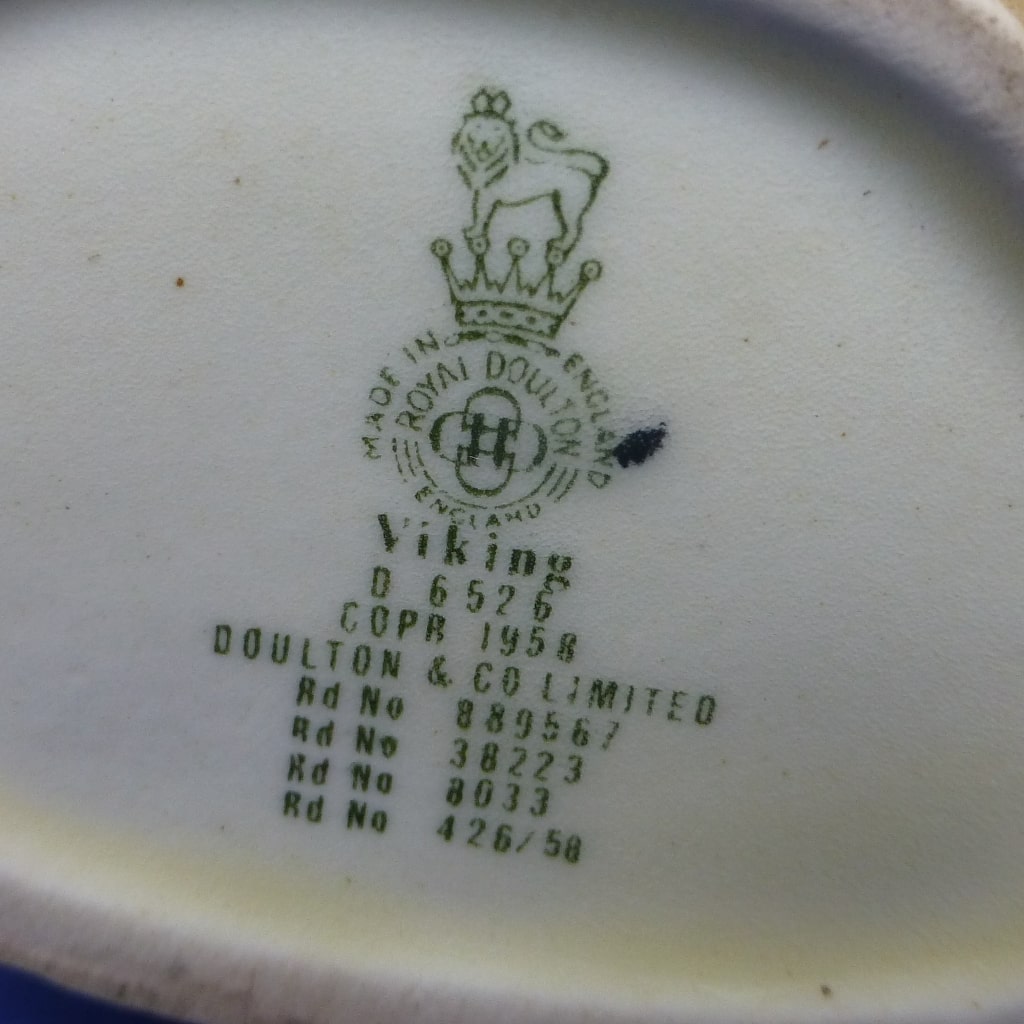 MADE IN ENGLAND
ROYAL DOULTON
ENGLAND
Viking
D 6526
COPR 1958
DOULTON & CO LIMITED
Rd No 889567
Rd No 38223
Rd No 8033
Rd No 426/58